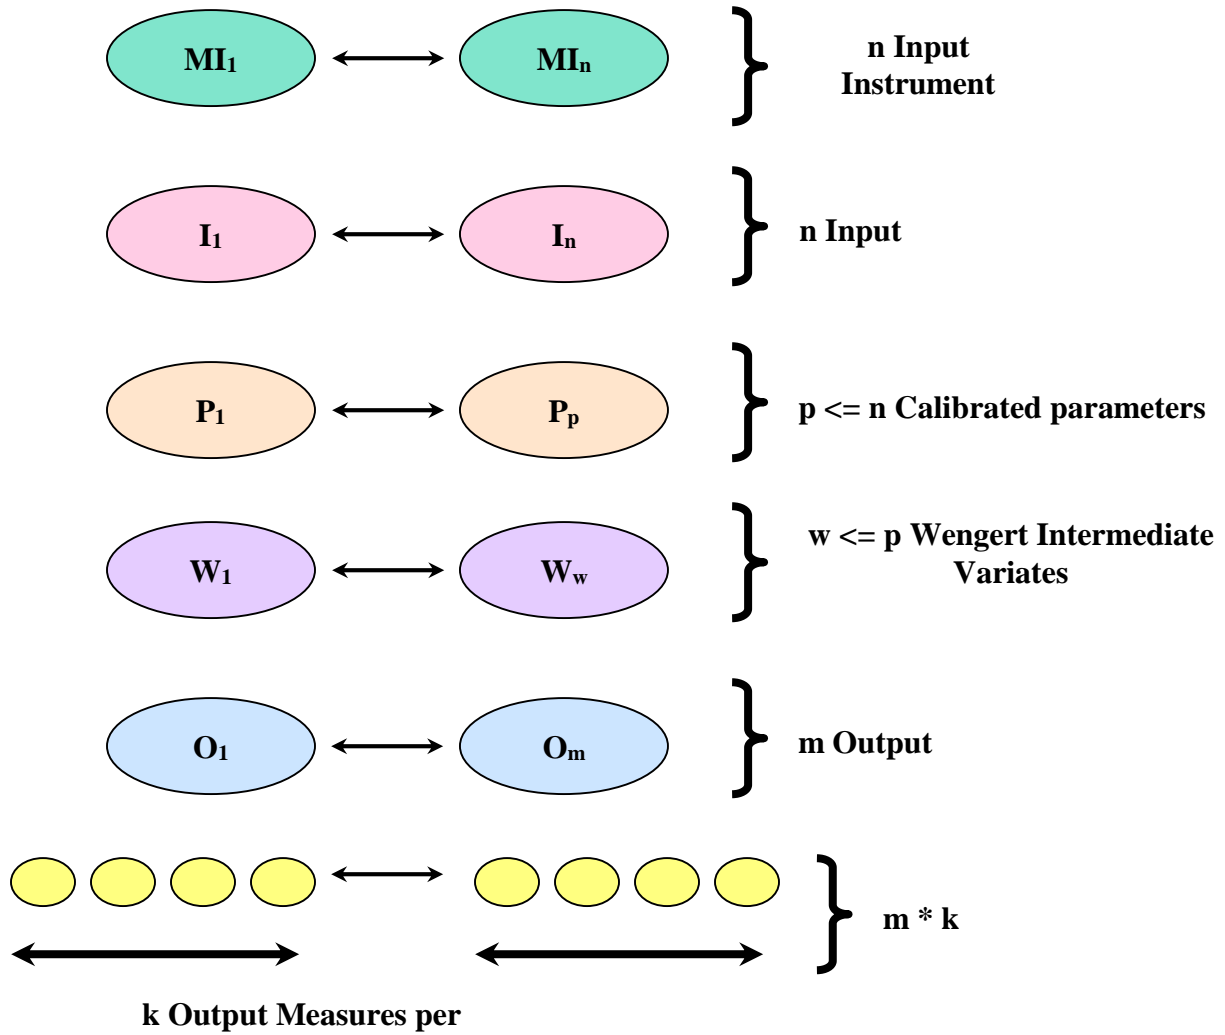 MI₁ MIₙ n Input
Instrument
I₁ Iₙ n Input
P₁ Pₚ p <= n Calibrated parameters
W₁ W𝓌 w <= p Wengert Intermediate
Variates
O₁ Oₘ m Output
m * k
k Output Measures per